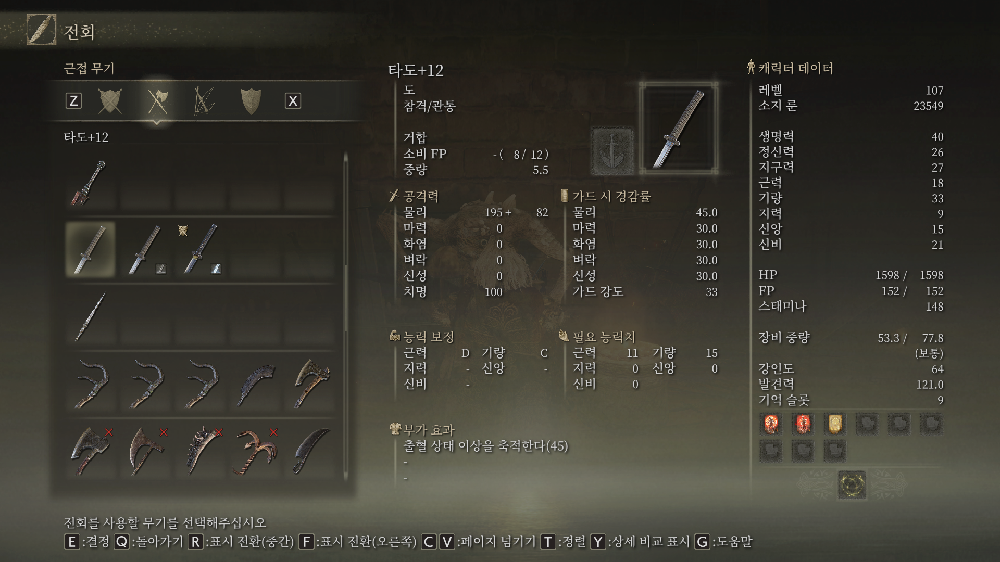 전회
근접 무기
Z X
타도+12
타도+12
도
참격/관통
거합
소비 FP -( 8/ 12 )
중량 5.5
공격력
물리 195+ 82
마력 0
화염 0
벼락 0
신성 0
치명 100
가드 시 경감률
물리 45.0
마력 30.0
화염 30.0
벼락 30.0
신성 30.0
가드 강도 33
능력 보정
근력 D 기량 C
지력 - 신앙 -
신비 -
필요 능력치
근력 11 기량 15
지력 0 신앙 0
신비 0
부가 효과
출혈 상태 이상을 축적한다(45)
-
-
캐릭터 데이터
레벨 107
소지 룬 23549
생명력 40
정신력 26
지구력 27
근력 18
기량 33
지력 9
신앙 15
신비 21
HP 1598 / 1598
FP 152 / 152
스태미나 148
장비 중량 53.3 / 77.8
(보통)
강인도 64
발견력 121.0
기억 슬롯 9
전회를 사용할 무기를 선택해주십시오
E:결정 Q:돌아가기 R:표시 전환(중간) F:표시 전환(오른쪽) C V:페이지 넘기기 T:정렬 Y:상세 비교 표시 G:도움말